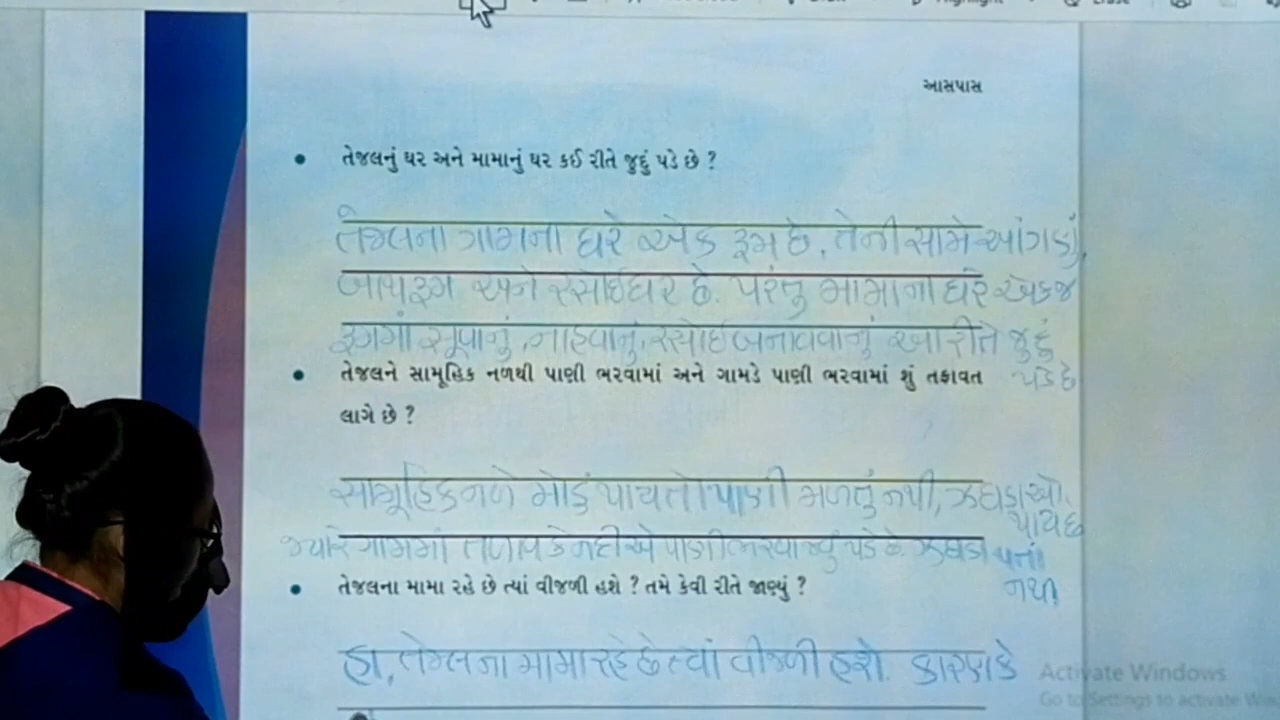 આસપાસ
• તેજલનું ઘર અને મામાનું ઘર કઈ રીતે જુદું પડે છે ?
તેજલના ગામના ઘરે એક રૂમ છે, તેની સામે આંગણું,
બાથરૂમ અને રસોઈઘર છે. પરંતુ મામાના ઘરે એક જ
રૂમમાં સૂવાનું, નાહવાનું, રસોઈ બનાવવાનું આ રીતે જુદું
પડે છે
• તેજલને સામૂહિક નળથી પાણી ભરવામાં અને ગામડે પાણી ભરવામાં શું તફાવત
લાગે છે ?
સામૂહિક નળે મોડું થાય તો પાણી મળતું નથી, ઝઘડાઓ
થાય છે
જ્યારે ગામમાં તળાવ કે નદીએ પાણી ભરવા જવું પડે છે ઝઘડા થતાં
નથી
• તેજલના મામા રહે છે ત્યાં વીજળી હશે ? તમે કેવી રીતે જાણ્યું ?
હા, તેજલના મામા રહે છે ત્યાં વીજળી હશે. કારણ કે
Activate Windows
Go to Settings to activate